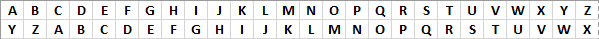 A B C D E F G H I J K L M N O P Q R S T U V W X Y Z
Y Z A B C D E F G H I J K L M N O P Q R S T U V W X